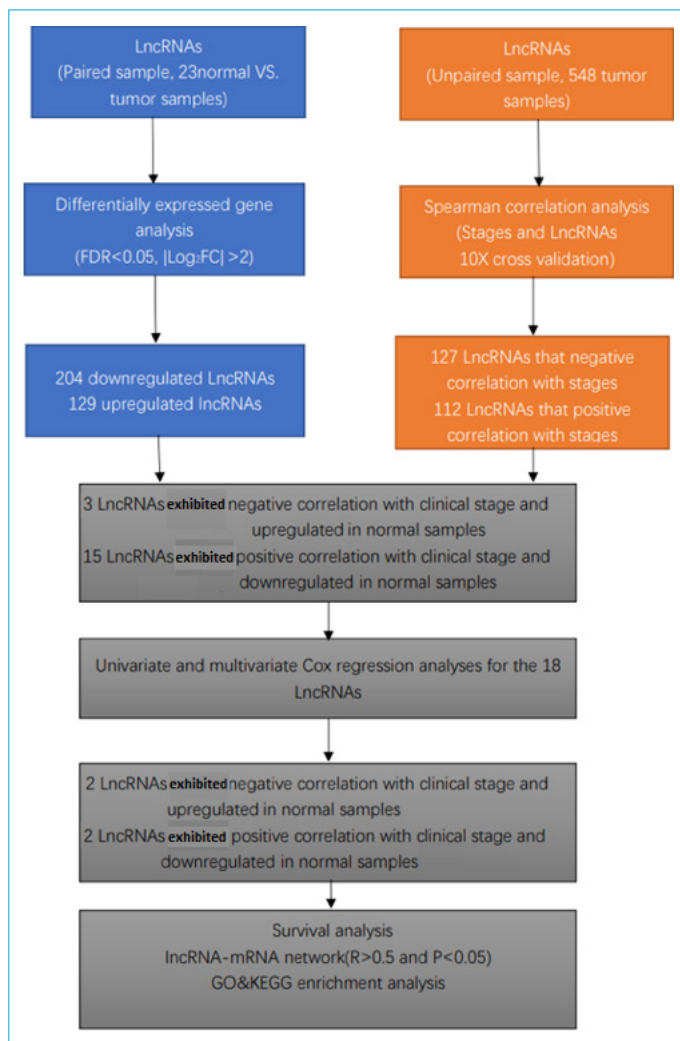 LncRNAs
(Paired sample, 23normal VS.
tumor samples)
LncRNAs
(Unpaired sample, 548 tumor
samples)
Differentially expressed gene
analysis
(FDR<0.05, |Log₂FC| >2)
Spearman correlation analysis
(Stages and LncRNAs
10X cross validation)
204 downregulated LncRNAs
129 upregulated lncRNAs
127 LncRNAs that negative
correlation with stages
112 LncRNAs that positive
correlation with stages
3 LncRNAs exhibited negative correlation with clinical stage and
upregulated in normal samples
15 LncRNAs exhibited positive correlation with clinical stage and
downregulated in normal samples
Univariate and multivariate Cox regression analyses for the 18
LncRNAs
2 LncRNAs exhibited negative correlation with clinical stage and
upregulated in normal samples
2 LncRNAs exhibited positive correlation with clinical stage and
downregulated in normal samples
Survival analysis
lncRNA-mRNA network(R>0.5 and P<0.05)
GO&KEGG enrichment analysis